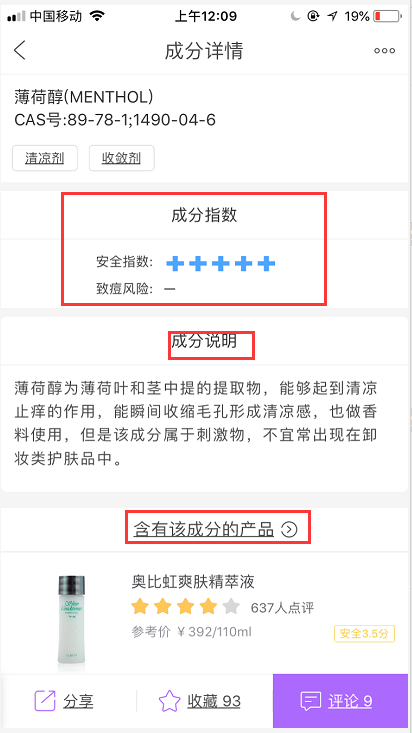 中国移动 上午12:09 19%
成分详情
薄荷醇(MENTHOL)
CAS号:89-78-1;1490-04-6
清凉剂 收敛剂
成分指数
安全指数:
致痘风险: —
成分说明
薄荷醇为薄荷叶和茎中提的提取物，能够起到清凉
止痒的作用，能瞬间收缩毛孔形成清凉感，也做香
料使用，但是该成分属于刺激物，不宜常出现在卸
妆类护肤品中。
含有该成分的产品
奥比虹爽肤精萃液
637人点评
参考价 ￥392/110ml 安全3.5分
分享 收藏 93 评论 9